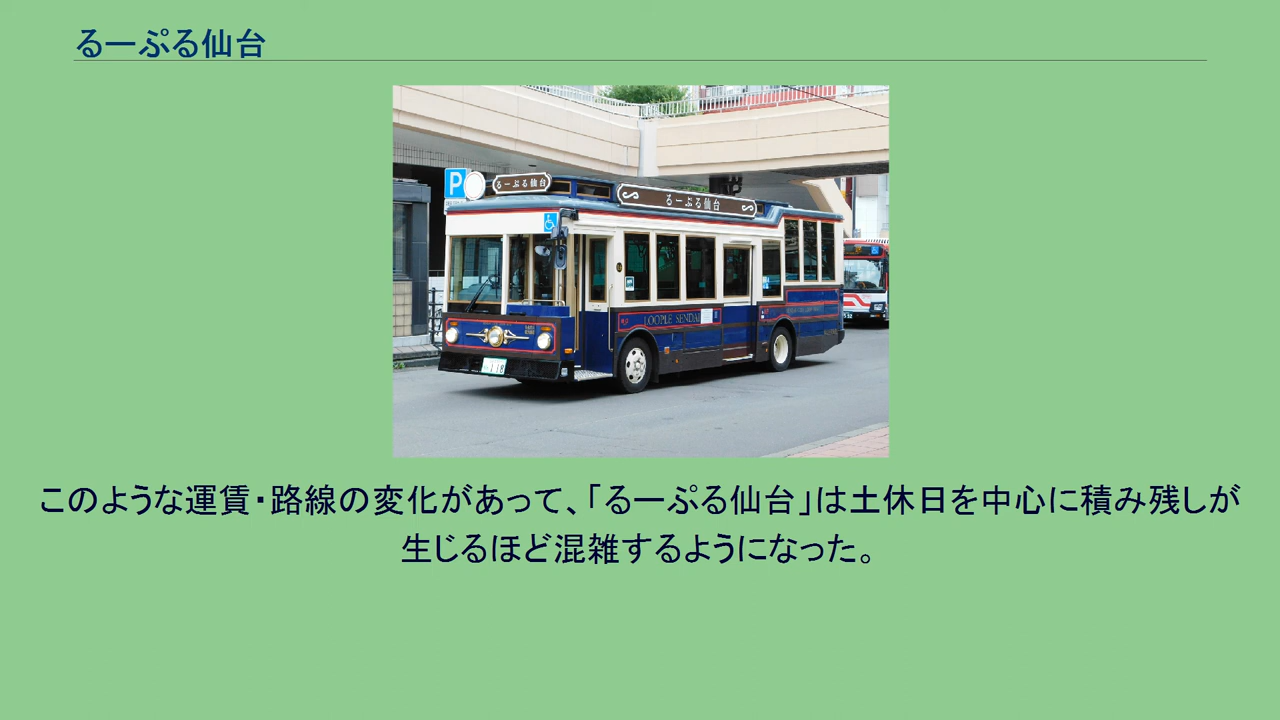 るーぷる仙台
P
るーぷる仙台
るーぷる仙台
LOOPLE SENDAI
・118
このような運賃・路線の変化があって、「るーぷる仙台」は土休日を中心に積み残しが
生じるほど混雑するようになった。